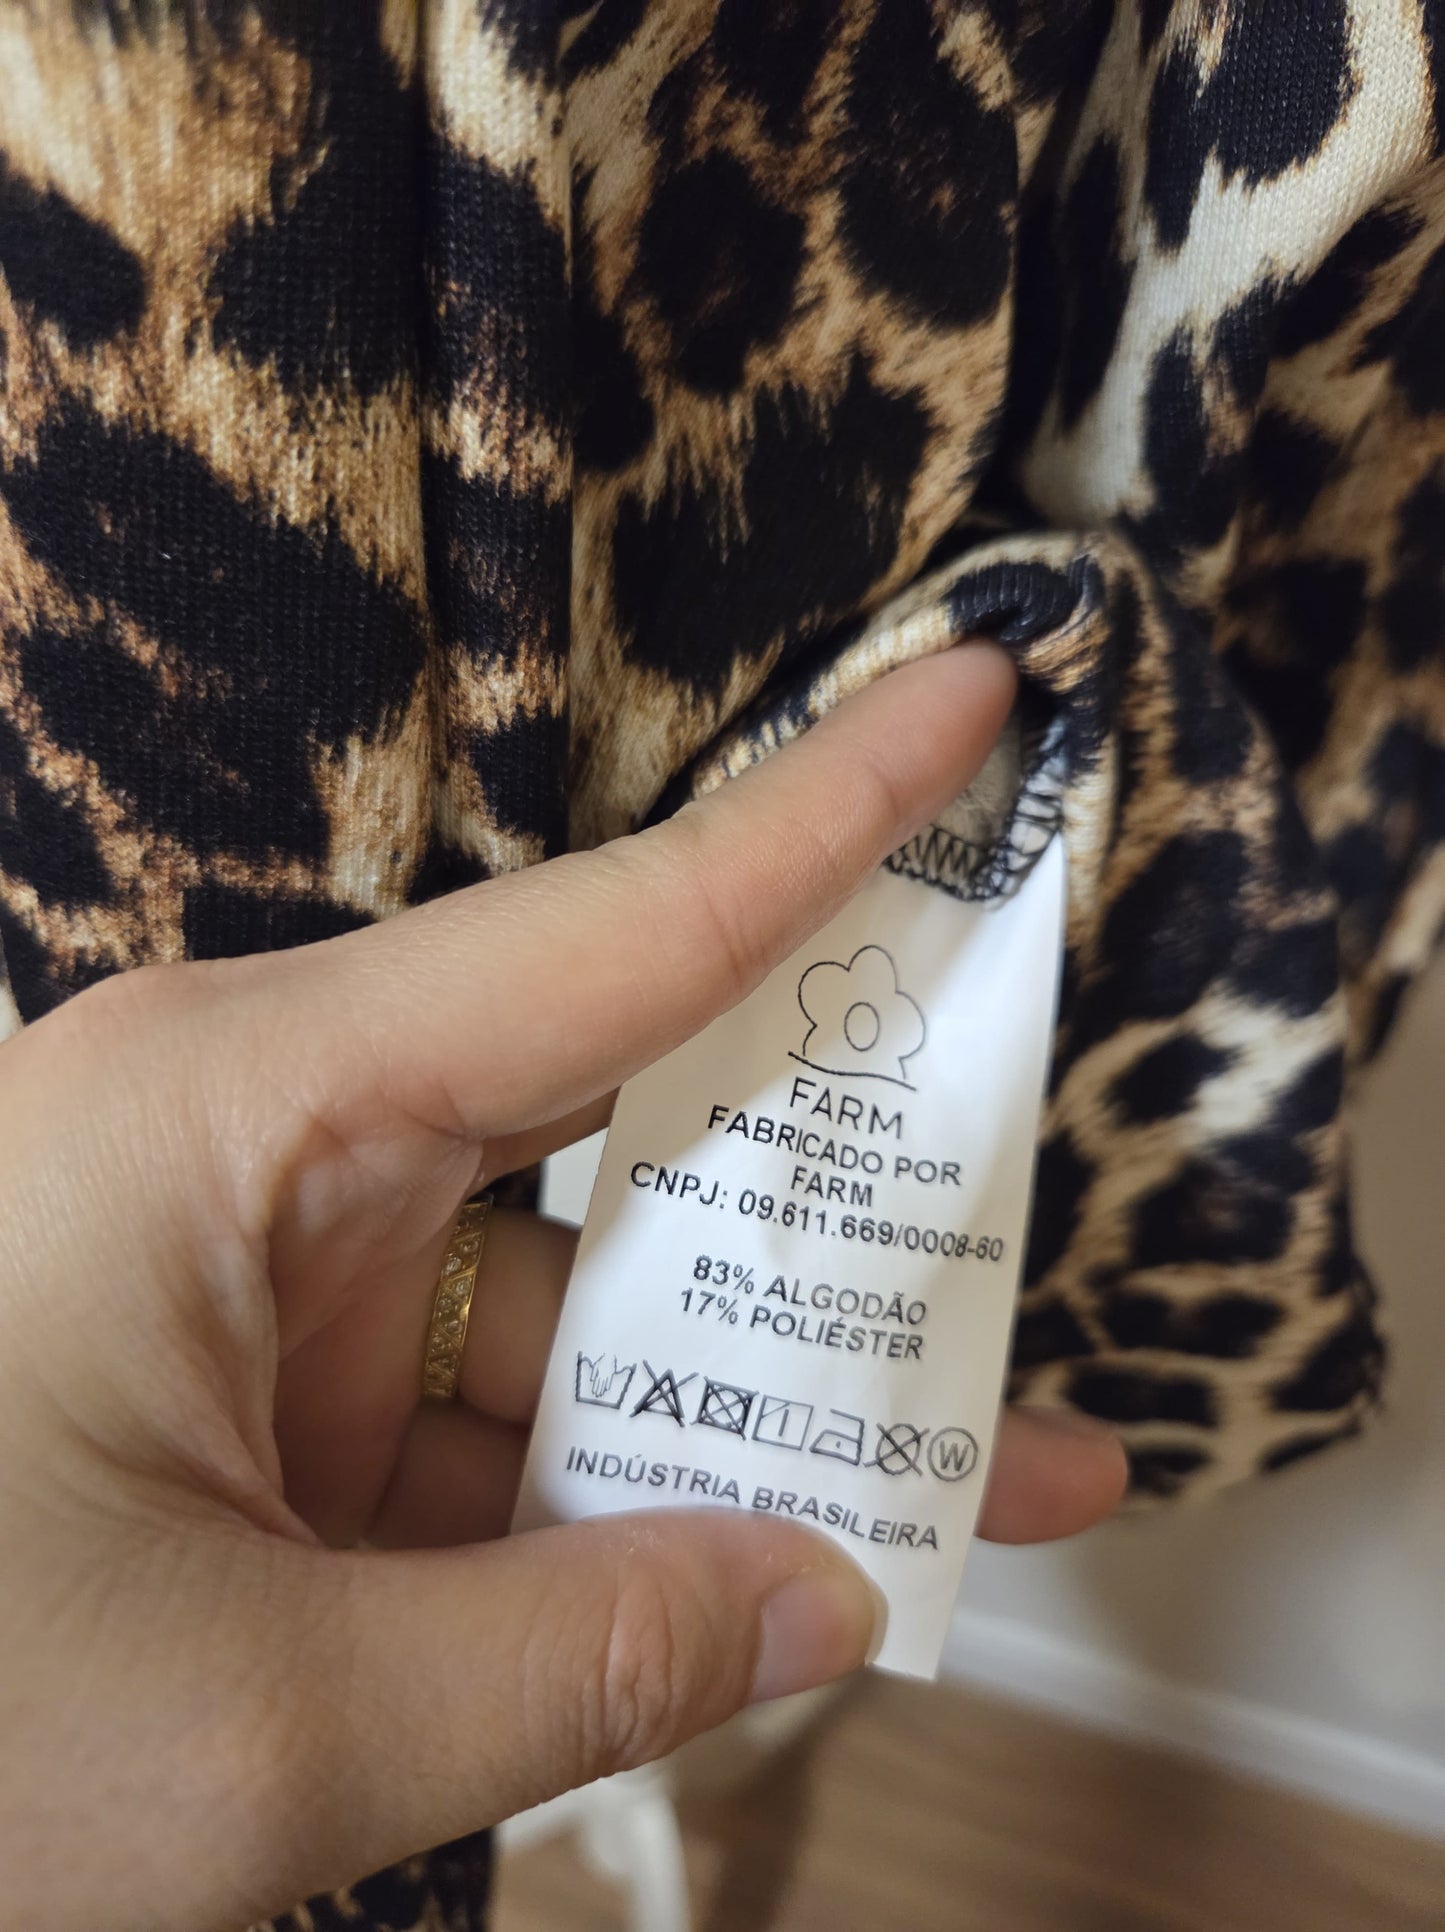 FARM
FABRICADO POR
FARM
CNPJ: 09.611.669/0008-60
83% ALGODÃO
17% POLIÉSTER
W
INDÚSTRIA BRASILEIRA